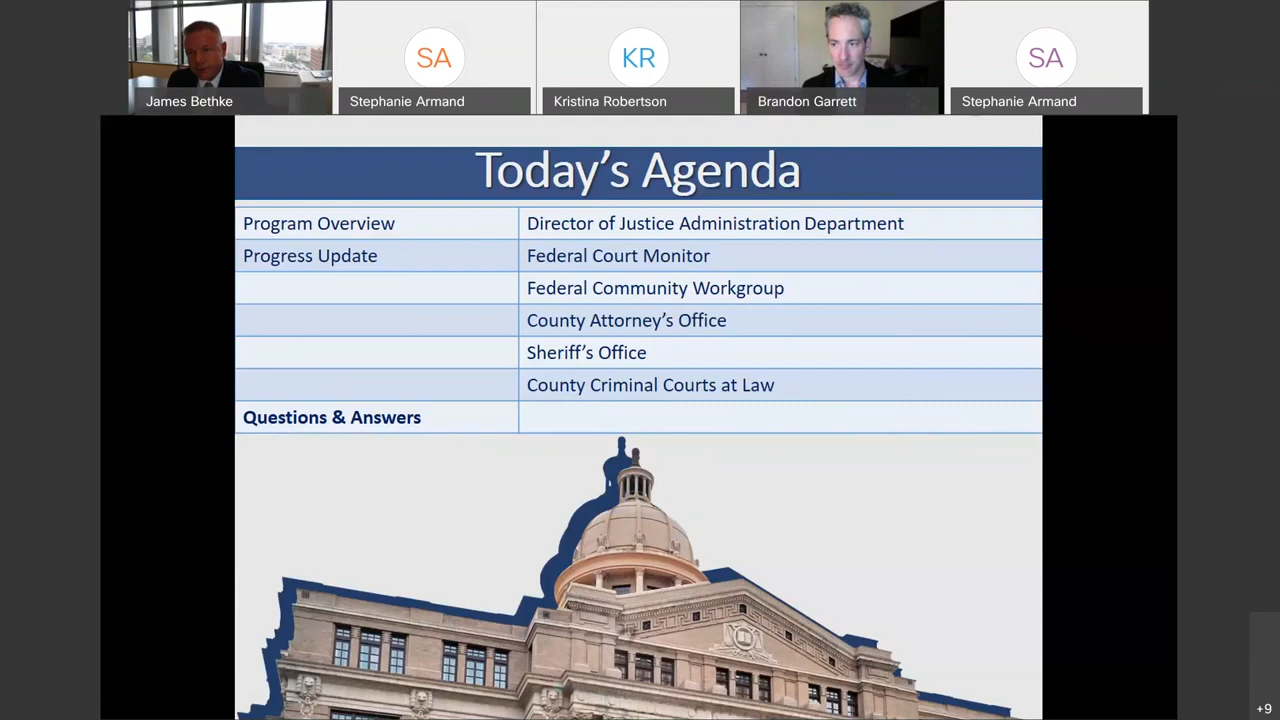 SA
KR
SA
James Bethke
Stephanie Armand
Kristina Robertson
Brandon Garrett
Stephanie Armand
Today's Agenda
Program Overview
Director of Justice Administration Department
Progress Update
Federal Court Monitor
Federal Community Workgroup
County Attorney's Office
Sheriff's Office
County Criminal Courts at Law
Questions & Answers
+9